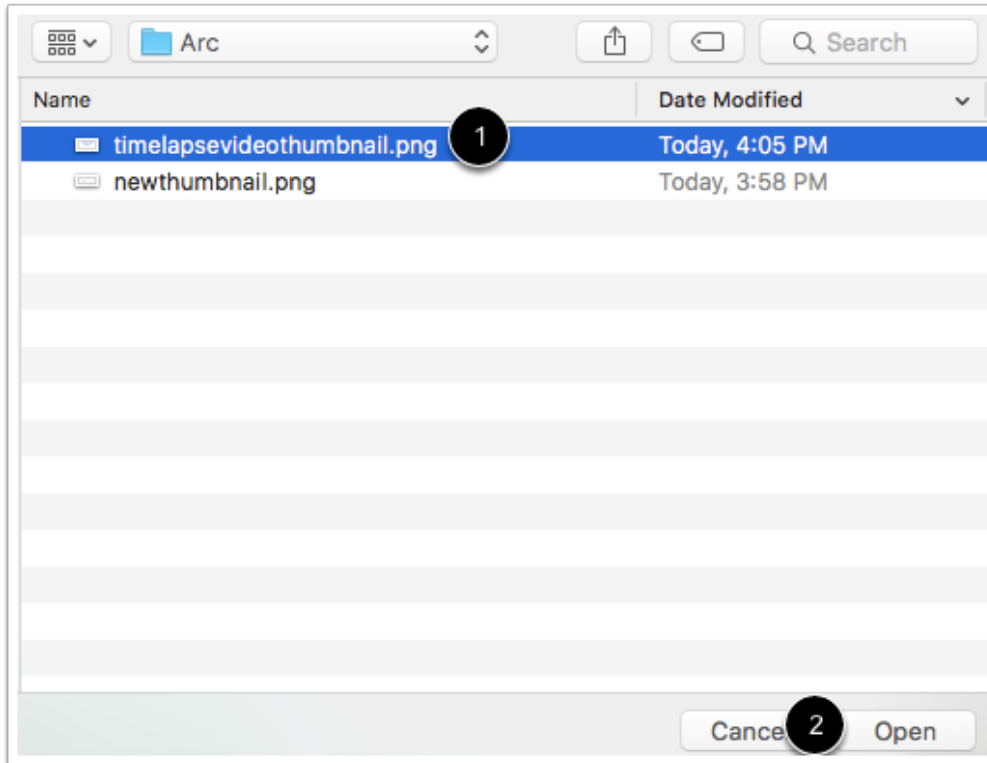 Arc Search
Name Date Modified
timelapsevideothumbnail.png 1 Today, 4:05 PM
newthumbnail.png Today, 3:58 PM
Cance 2 Open